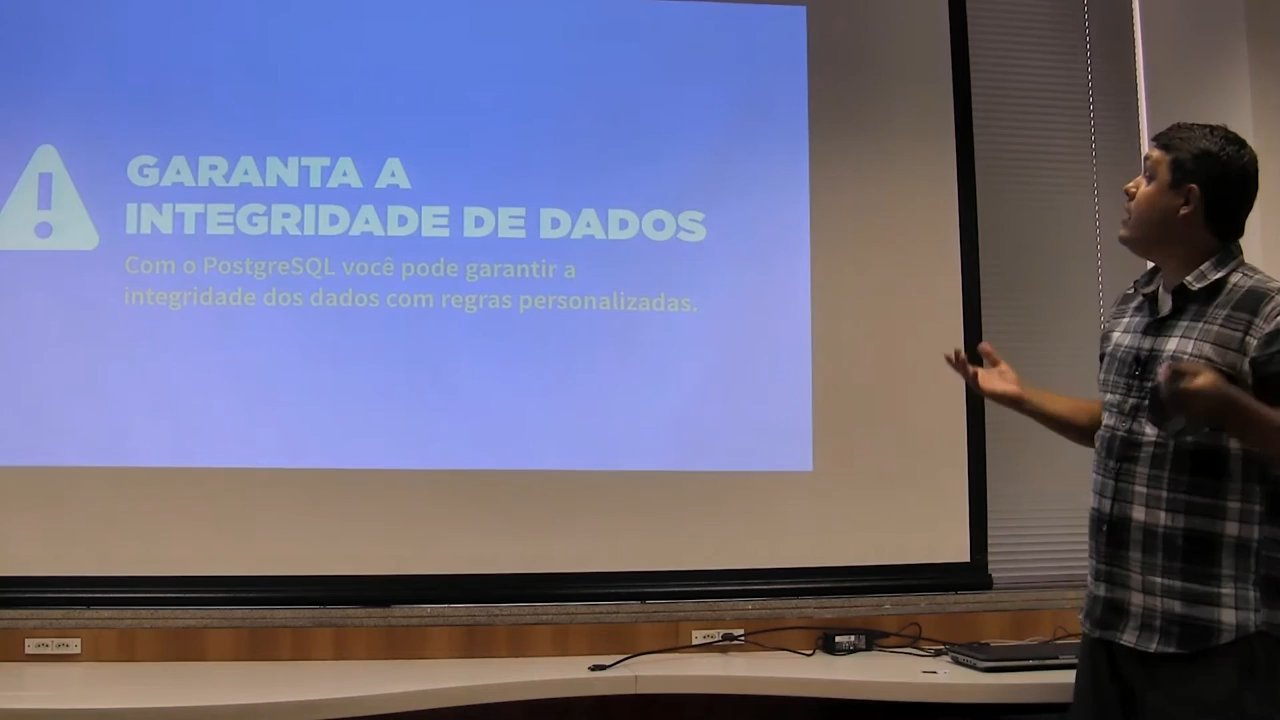 GARANTA A
INTEGRIDADE DE DADOS
Com o PostgreSQL você pode garantir a
integridade dos dados com regras personalizadas.